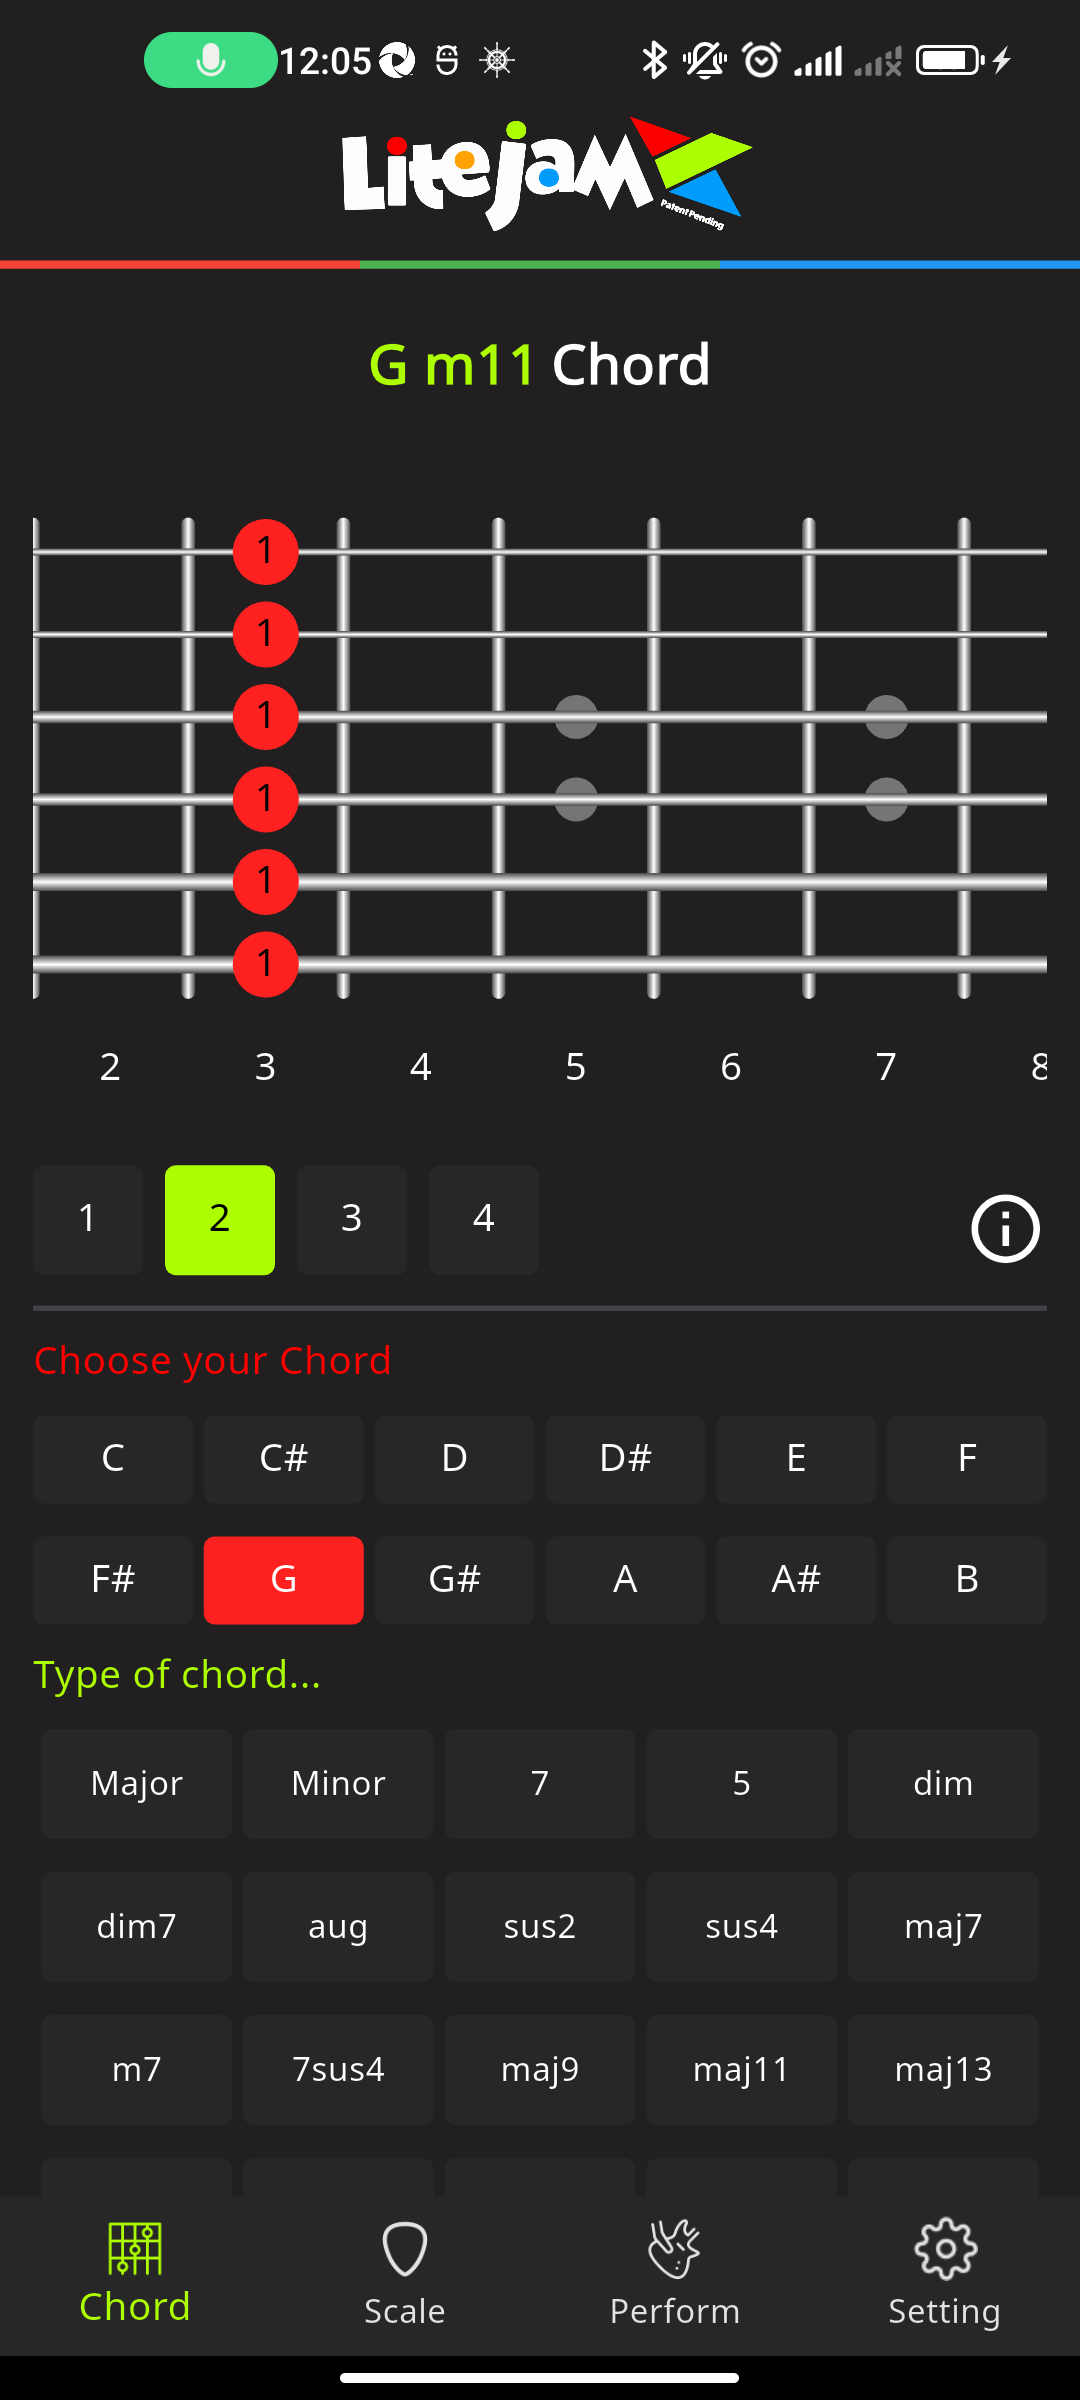 12:05
Litejam
Patent Pending
G m11 Chord
1
1
1
1
1
1
2 3 4 5 6 7 8
1 2 3 4
Choose your Chord
C C# D D# E F
F# G G# A A# B
Type of chord...
Major Minor 7 5 dim
dim7 aug sus2 sus4 maj7
m7 7sus4 maj9 maj11 maj13
Chord Scale Perform Setting